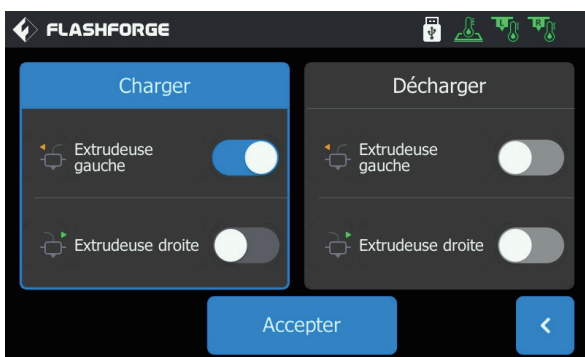 FLASHFORGE
L R
Charger
Extrudeuse
gauche
Extrudeuse droite
Décharger
Extrudeuse
gauche
Extrudeuse droite
Accepter